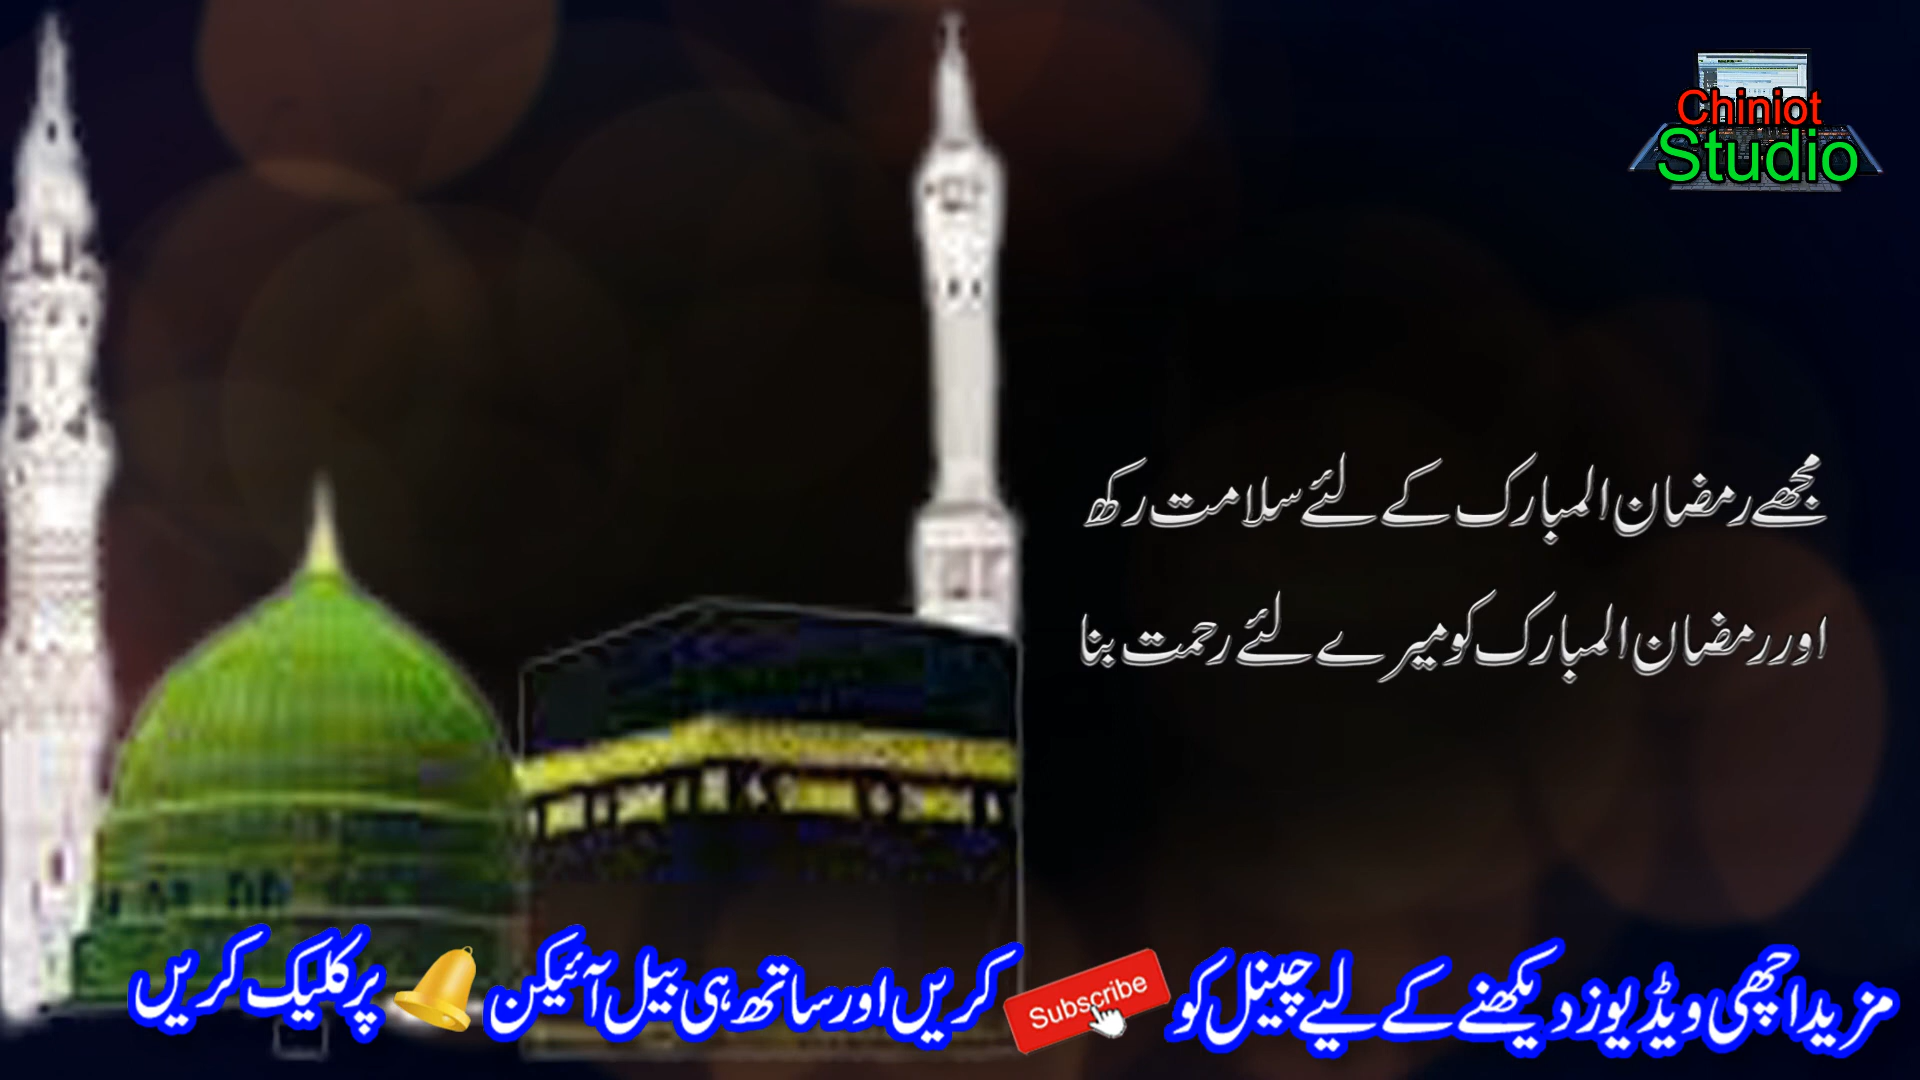 Chiniot
Studio
مجھے رمضان المبارک کے لئے سلامت رکھ
اور رمضان المبارک کو میرے لئے رحمت بنا
مزید اچھی ویڈیوز دیکھنے کے لیے چینل کو Subscribe کریں اور ساتھ ہی بیل آئیکن پر کلیک کریں